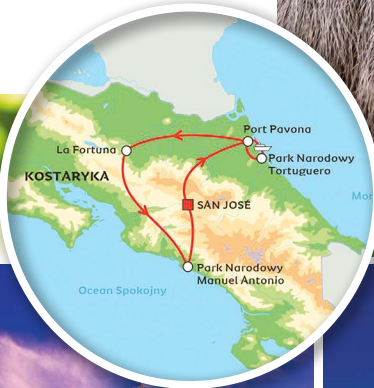 Port Pavona
La Fortuna
Park Narodowy
Tortuguero
KOSTARYKA
SAN JOSÉ
Park Narodowy
Manuel Antonio
Ocean Spokojny